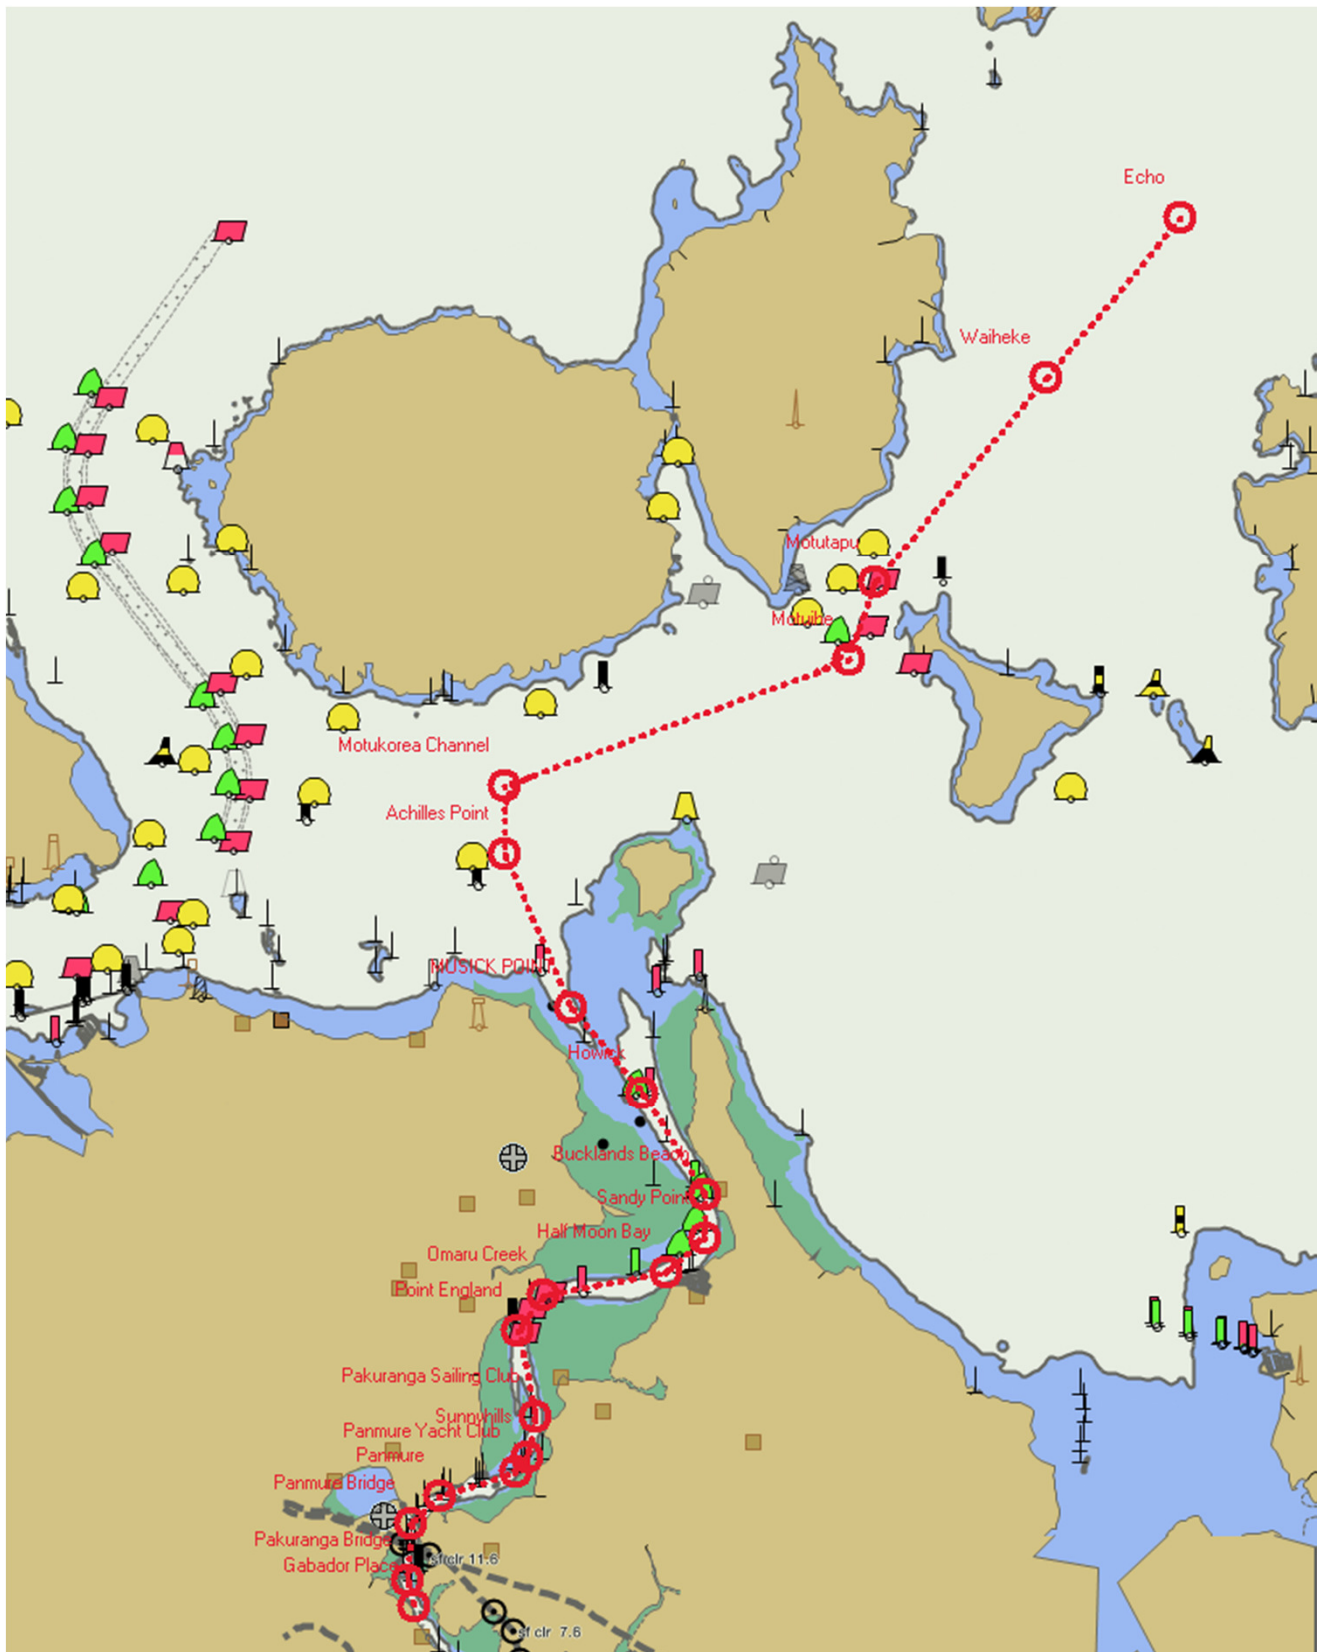 Echo
Waiheke
Motutapu
Motuihe
Motukorea Channel
Achilles Point
MUSICK POINT
Howick
Bucklands Beach
Sandy Point
Half Moon Bay
Omaru Creek
Point England
Pakuranga Sailing Club
Sunnyhills
Panmure Yacht Club
Panmure
Panmure Bridge
Pakuranga Bridge
sf clr 11.6
Gabador Place
sf clr 7.6